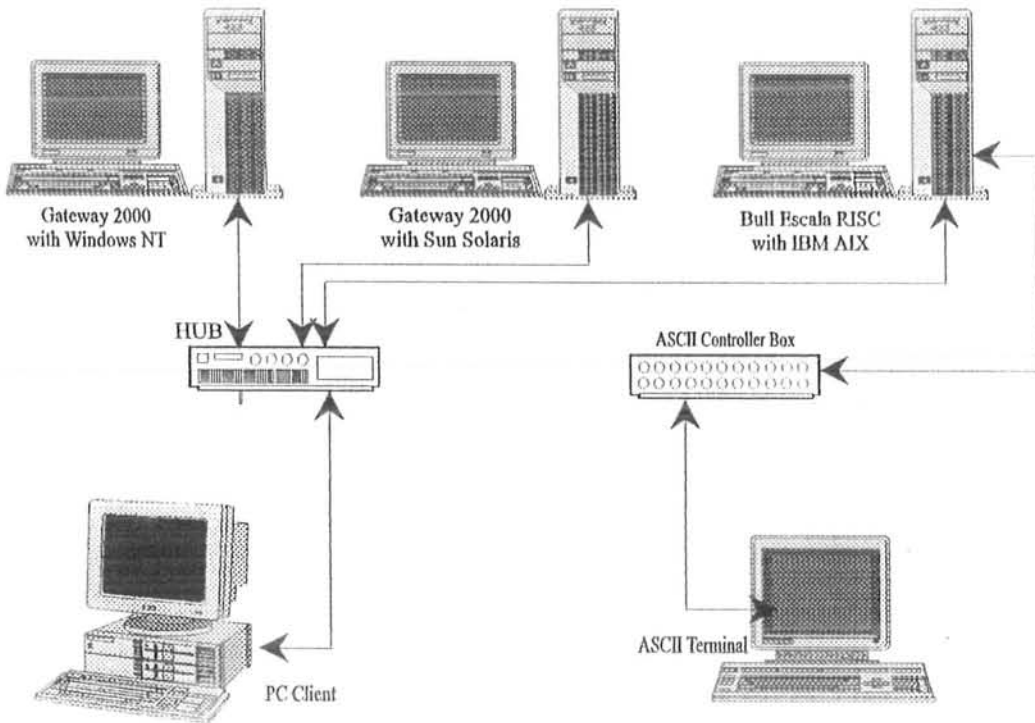 Gateway 2000
with Windows NT
Gateway 2000
with Sun Solaris
Bull Escala RISC
with IBM AIX
HUB
ASCII Controller Box
ASCII Terminal
PC Client